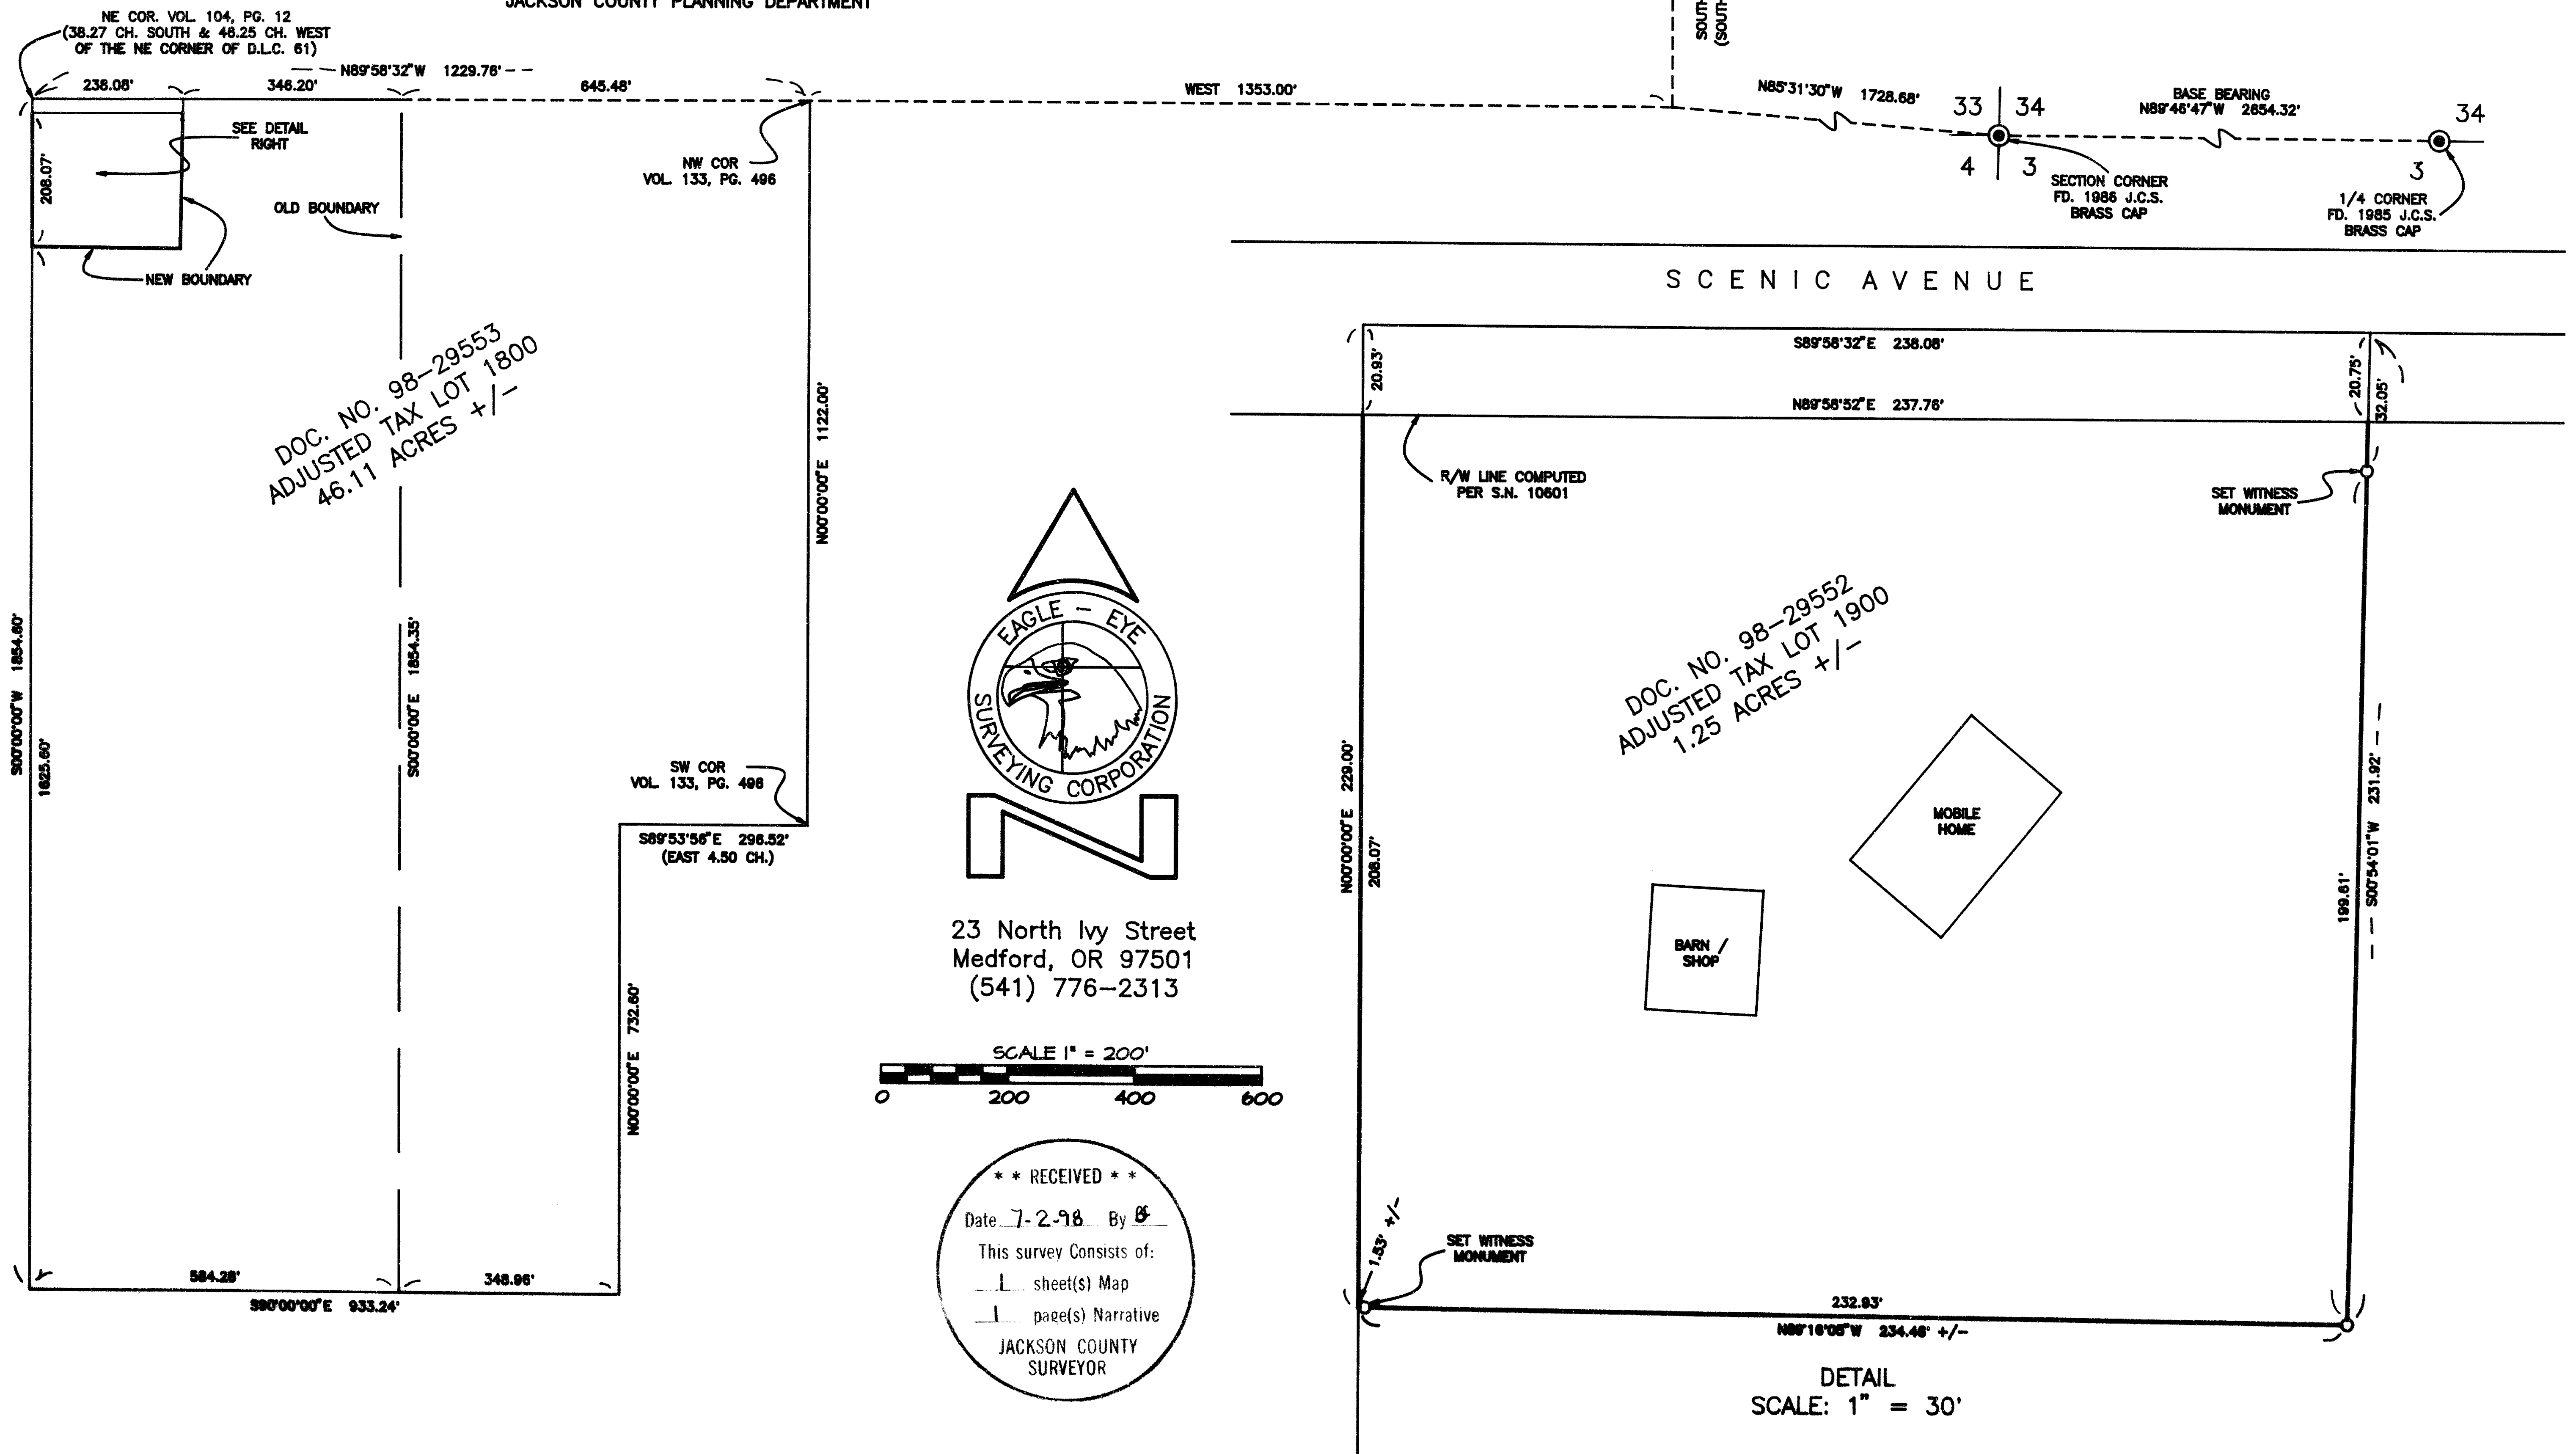 JACKSON COUNTY PLANNING DEPARTMENT
NE COR. VOL. 104, PG. 12
(38.27 CH. SOUTH & 46.25 CH. WEST
OF THE NE CORNER OF D.L.C. 61)
N89°58'32"W 1229.76'
238.08'
346.20'
645.48'
WEST 1353.00'
SOUTH
(SOUTH
N85°31'30"W 1728.68'
33
34
4
3
BASE BEARING
N89°46'47"W 2654.32'
34
3
SECTION CORNER
FD. 1986 J.C.S.
BRASS CAP
1/4 CORNER
FD. 1985 J.C.S.
BRASS CAP
SEE DETAIL
RIGHT
208.07'
OLD BOUNDARY
NEW BOUNDARY
NW COR
VOL. 133, PG. 496
DOC. NO. 98-29553
ADJUSTED TAX LOT 1800
46.11 ACRES +/-
N00°00'00"E 1122.00'
S00°00'00"W 1854.60'
1625.60'
S00°00'00"E 1854.35'
SW COR
VOL. 133, PG. 496
S89°53'56"E 296.52'
(EAST 4.50 CH.)
N00°00'00"E 732.60'
584.28'
348.96'
S90°00'00"E 933.24'
EAGLE - EYE
SURVEYING CORPORATION
N
23 North Ivy Street
Medford, OR 97501
(541) 776-2313
SCALE 1" = 200'
0 200 400 600
* * RECEIVED * *
Date 7-2-98 By
This survey Consists of:
1 sheet(s) Map
1 page(s) Narrative
JACKSON COUNTY
SURVEYOR
SCENIC AVENUE
S89°58'32"E 238.08'
20.93'
N89°58'52"E 237.76'
20.75'
32.05'
R/W LINE COMPUTED
PER S.N. 10601
SET WITNESS
MONUMENT
DOC. NO. 98-29552
ADJUSTED TAX LOT 1900
1.25 ACRES +/-
MOBILE
HOME
BARN /
SHOP
N00°00'00"E 229.00'
208.07'
199.61'
S00°54'01"W 231.92'
1.53' +/-
SET WITNESS
MONUMENT
232.93'
N89°16'05"W 234.46' +/-
DETAIL
SCALE: 1" = 30'